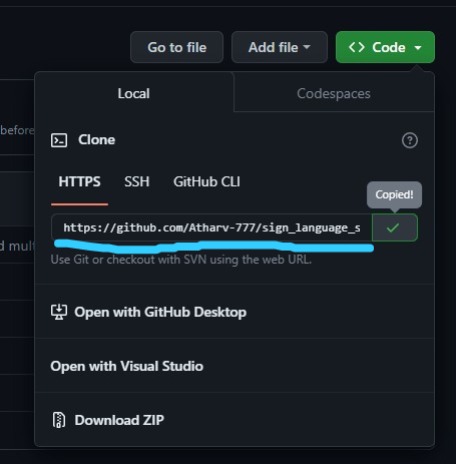 Go to file Add file Code
Local Codespaces
before
Clone
HTTPS SSH GitHub CLI
Copied!
https://github.com/Atharv-777/sign_language_s
d mult
Use Git or checkout with SVN using the web URL.
Open with GitHub Desktop
Open with Visual Studio
Download ZIP